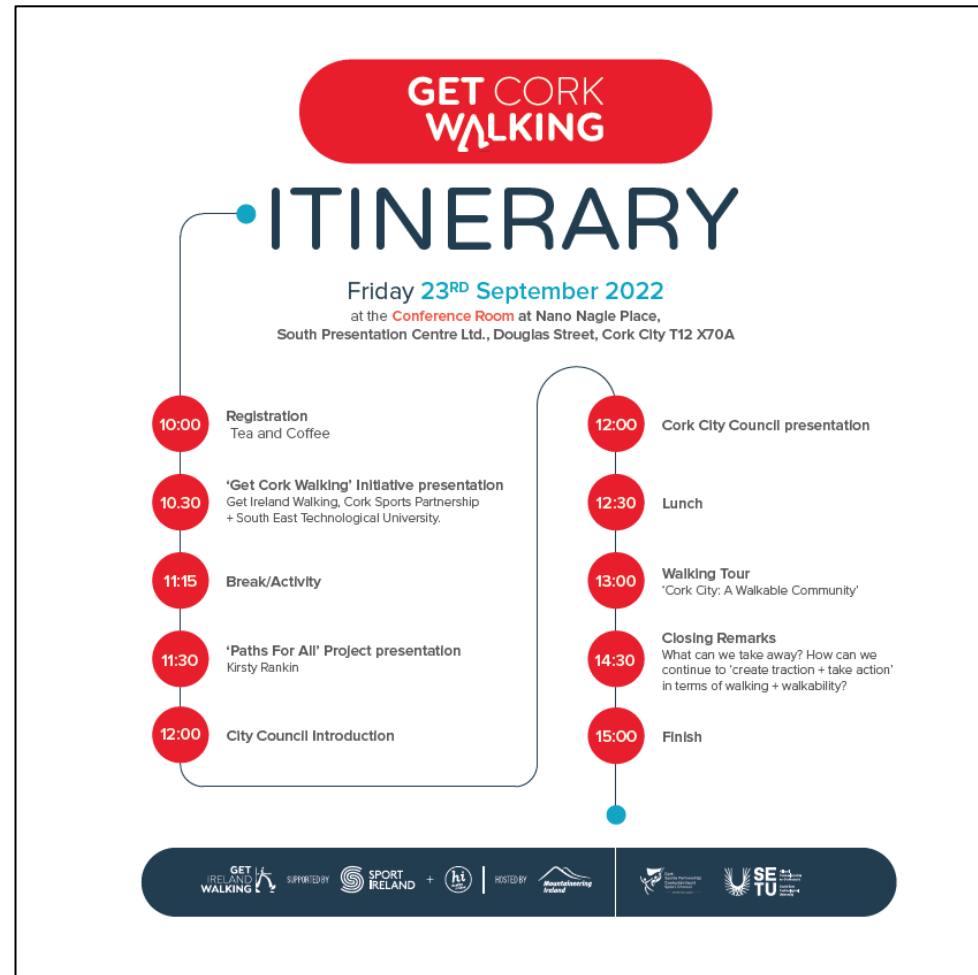 GET CORK
WALKING
ITINERARY
Friday 23RD September 2022
at the Conference Room at Nano Nagle Place,
South Presentation Centre Ltd., Douglas Street, Cork City T12 X70A
10:00
Registration
Tea and Coffee
10.30
‘Get Cork Walking’ Initiative presentation
Get Ireland Walking, Cork Sports Partnership
+ South East Technological University.
11:15
Break/Activity
11:30
‘Paths For All’ Project presentation
Kirsty Rankin
12:00
City Council Introduction
12:00
Cork City Council presentation
12:30
Lunch
13:00
Walking Tour
‘Cork City: A Walkable Community’
14:30
Closing Remarks
What can we take away? How can we
continue to ‘create traction + take action’
in terms of walking + walkability?
15:00
Finish
GET
IRELAND
WALKING
SUPPORTED BY
SPORT
IRELAND
+
hi
HOSTED BY
Mountaineering
Ireland
Cork
Sports Partnership
SE
TU